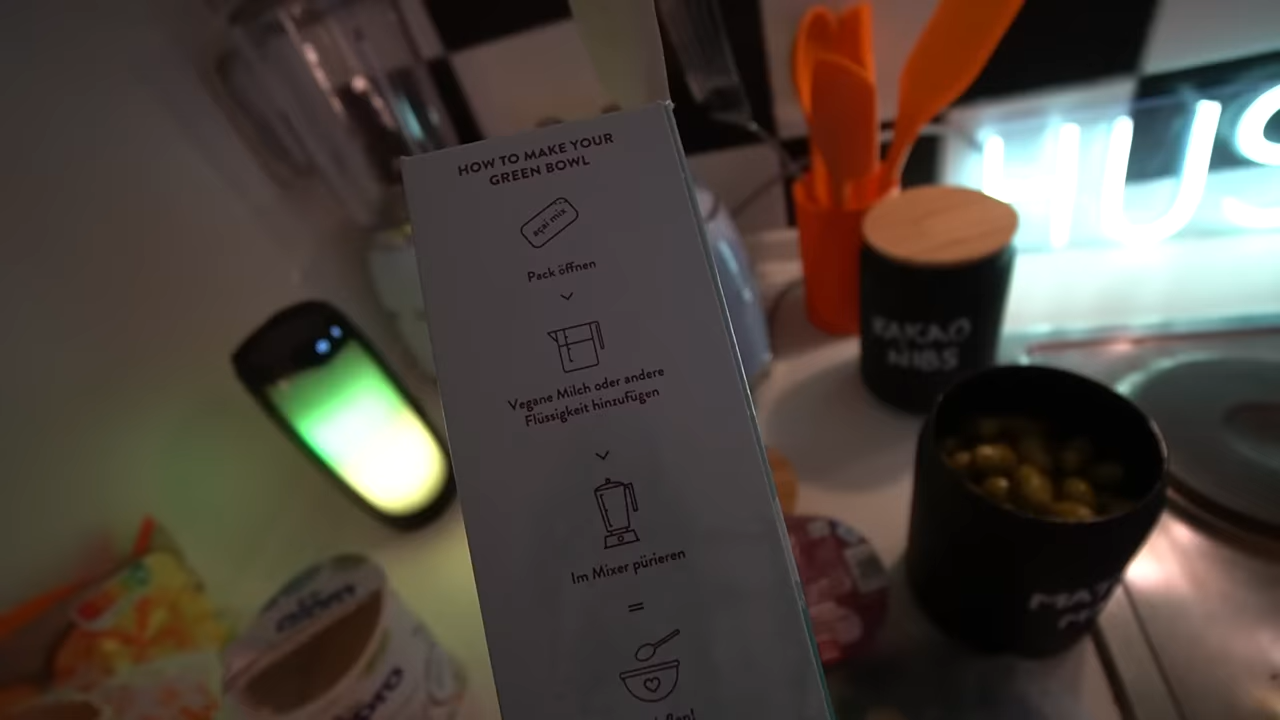 HOW TO MAKE YOUR
GREEN BOWL
açaí mix
Pack öffnen
Vegane Milch oder andere
Flüssigkeit hinzufügen
Im Mixer pürieren
=
HUS
KAKAO
NIBS